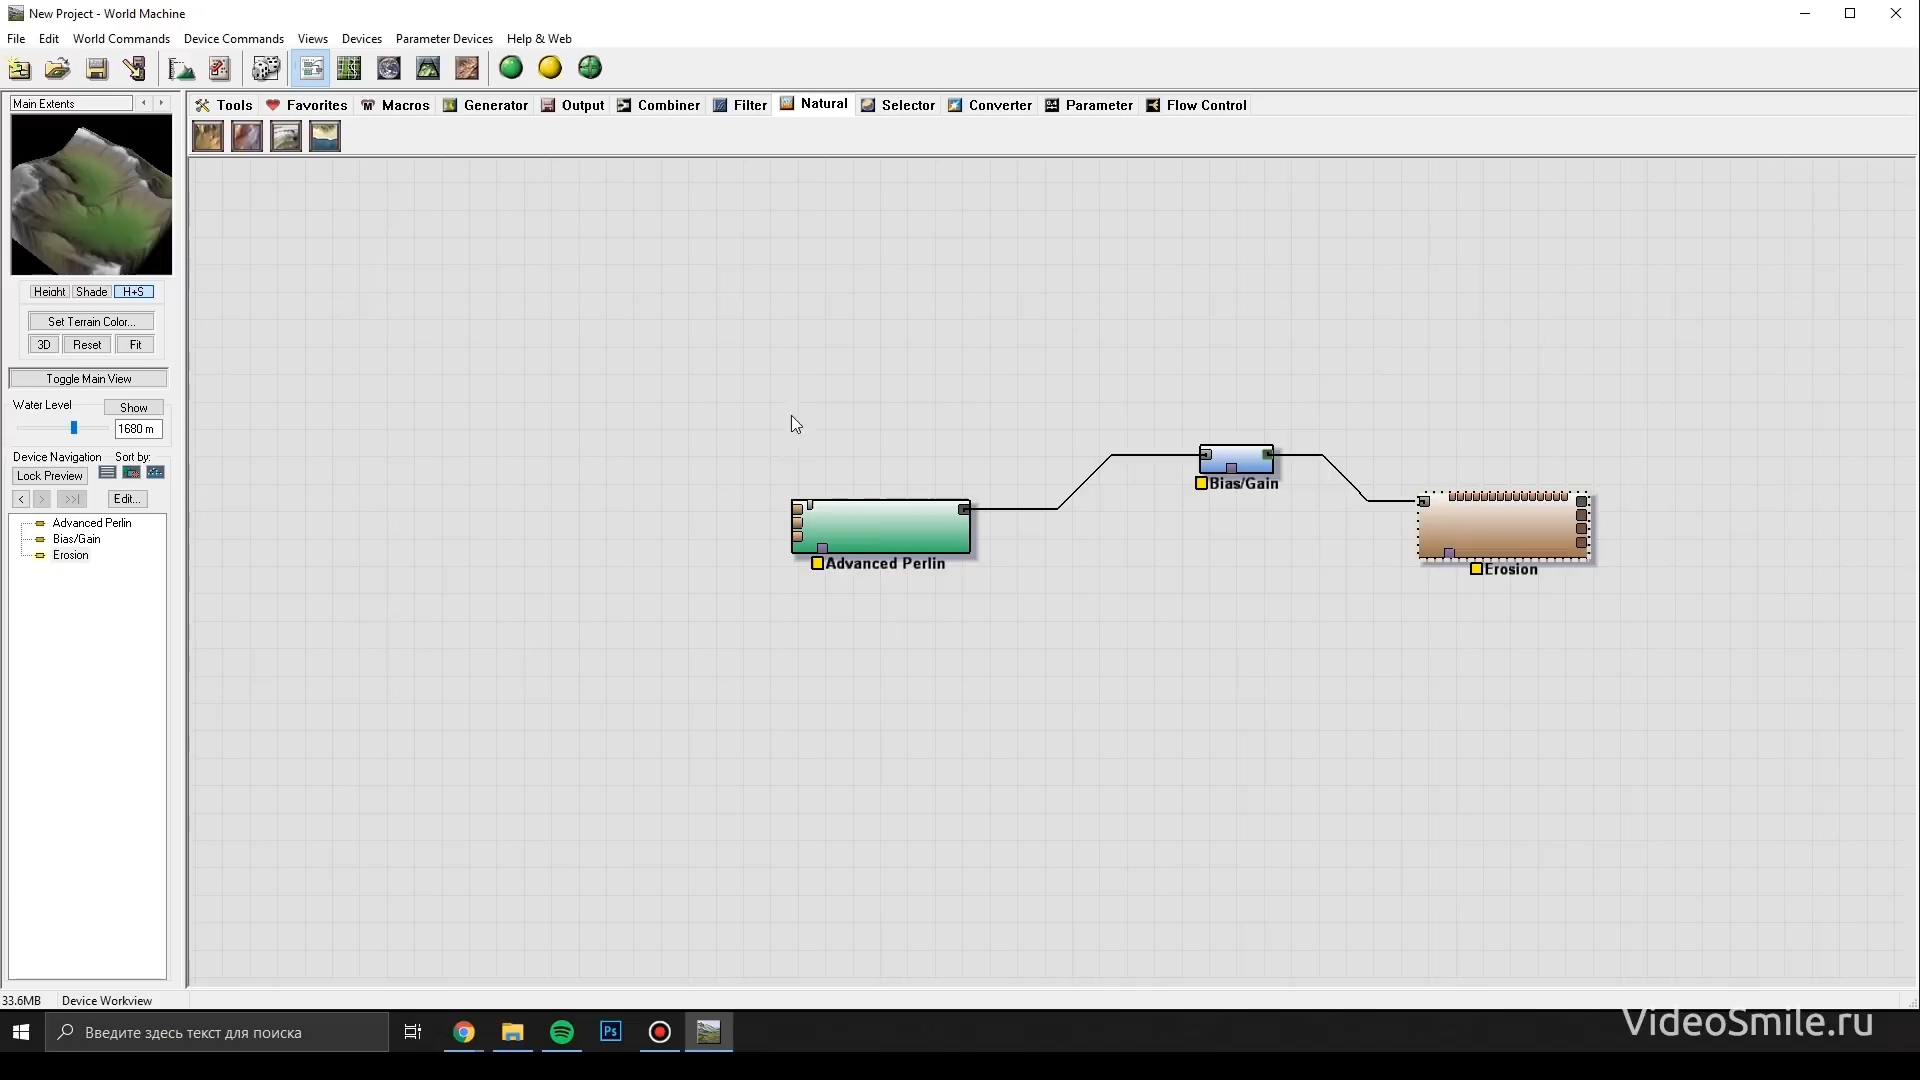 New Project - World Machine
File Edit World Commands Device Commands Views Devices Parameter Devices Help & Web
Main Extents
Tools Favorites Macros Generator Output Combiner Filter Natural Selector Converter Parameter Flow Control
Height Shade H+S
Set Terrain Color...
3D Reset Fit
Toggle Main View
Water Level Show
1680 m
Device Navigation Sort by:
Lock Preview
< > >>| Edit...
Advanced Perlin
Bias/Gain
Erosion
Bias/Gain
Advanced Perlin
Erosion
33.6MB Device Workview
Введите здесь текст для поиска
Ps
VideoSmile.ru